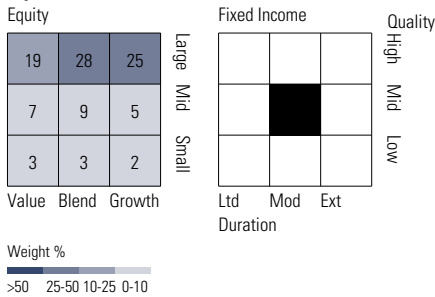 Equity
19 28 25 Large
7 9 5 Mid
3 3 2 Small
Value Blend Growth
Fixed Income
Quality
High
Mid
Low
Ltd Mod Ext
Duration
Weight %
>50 25-50 10-25 0-10